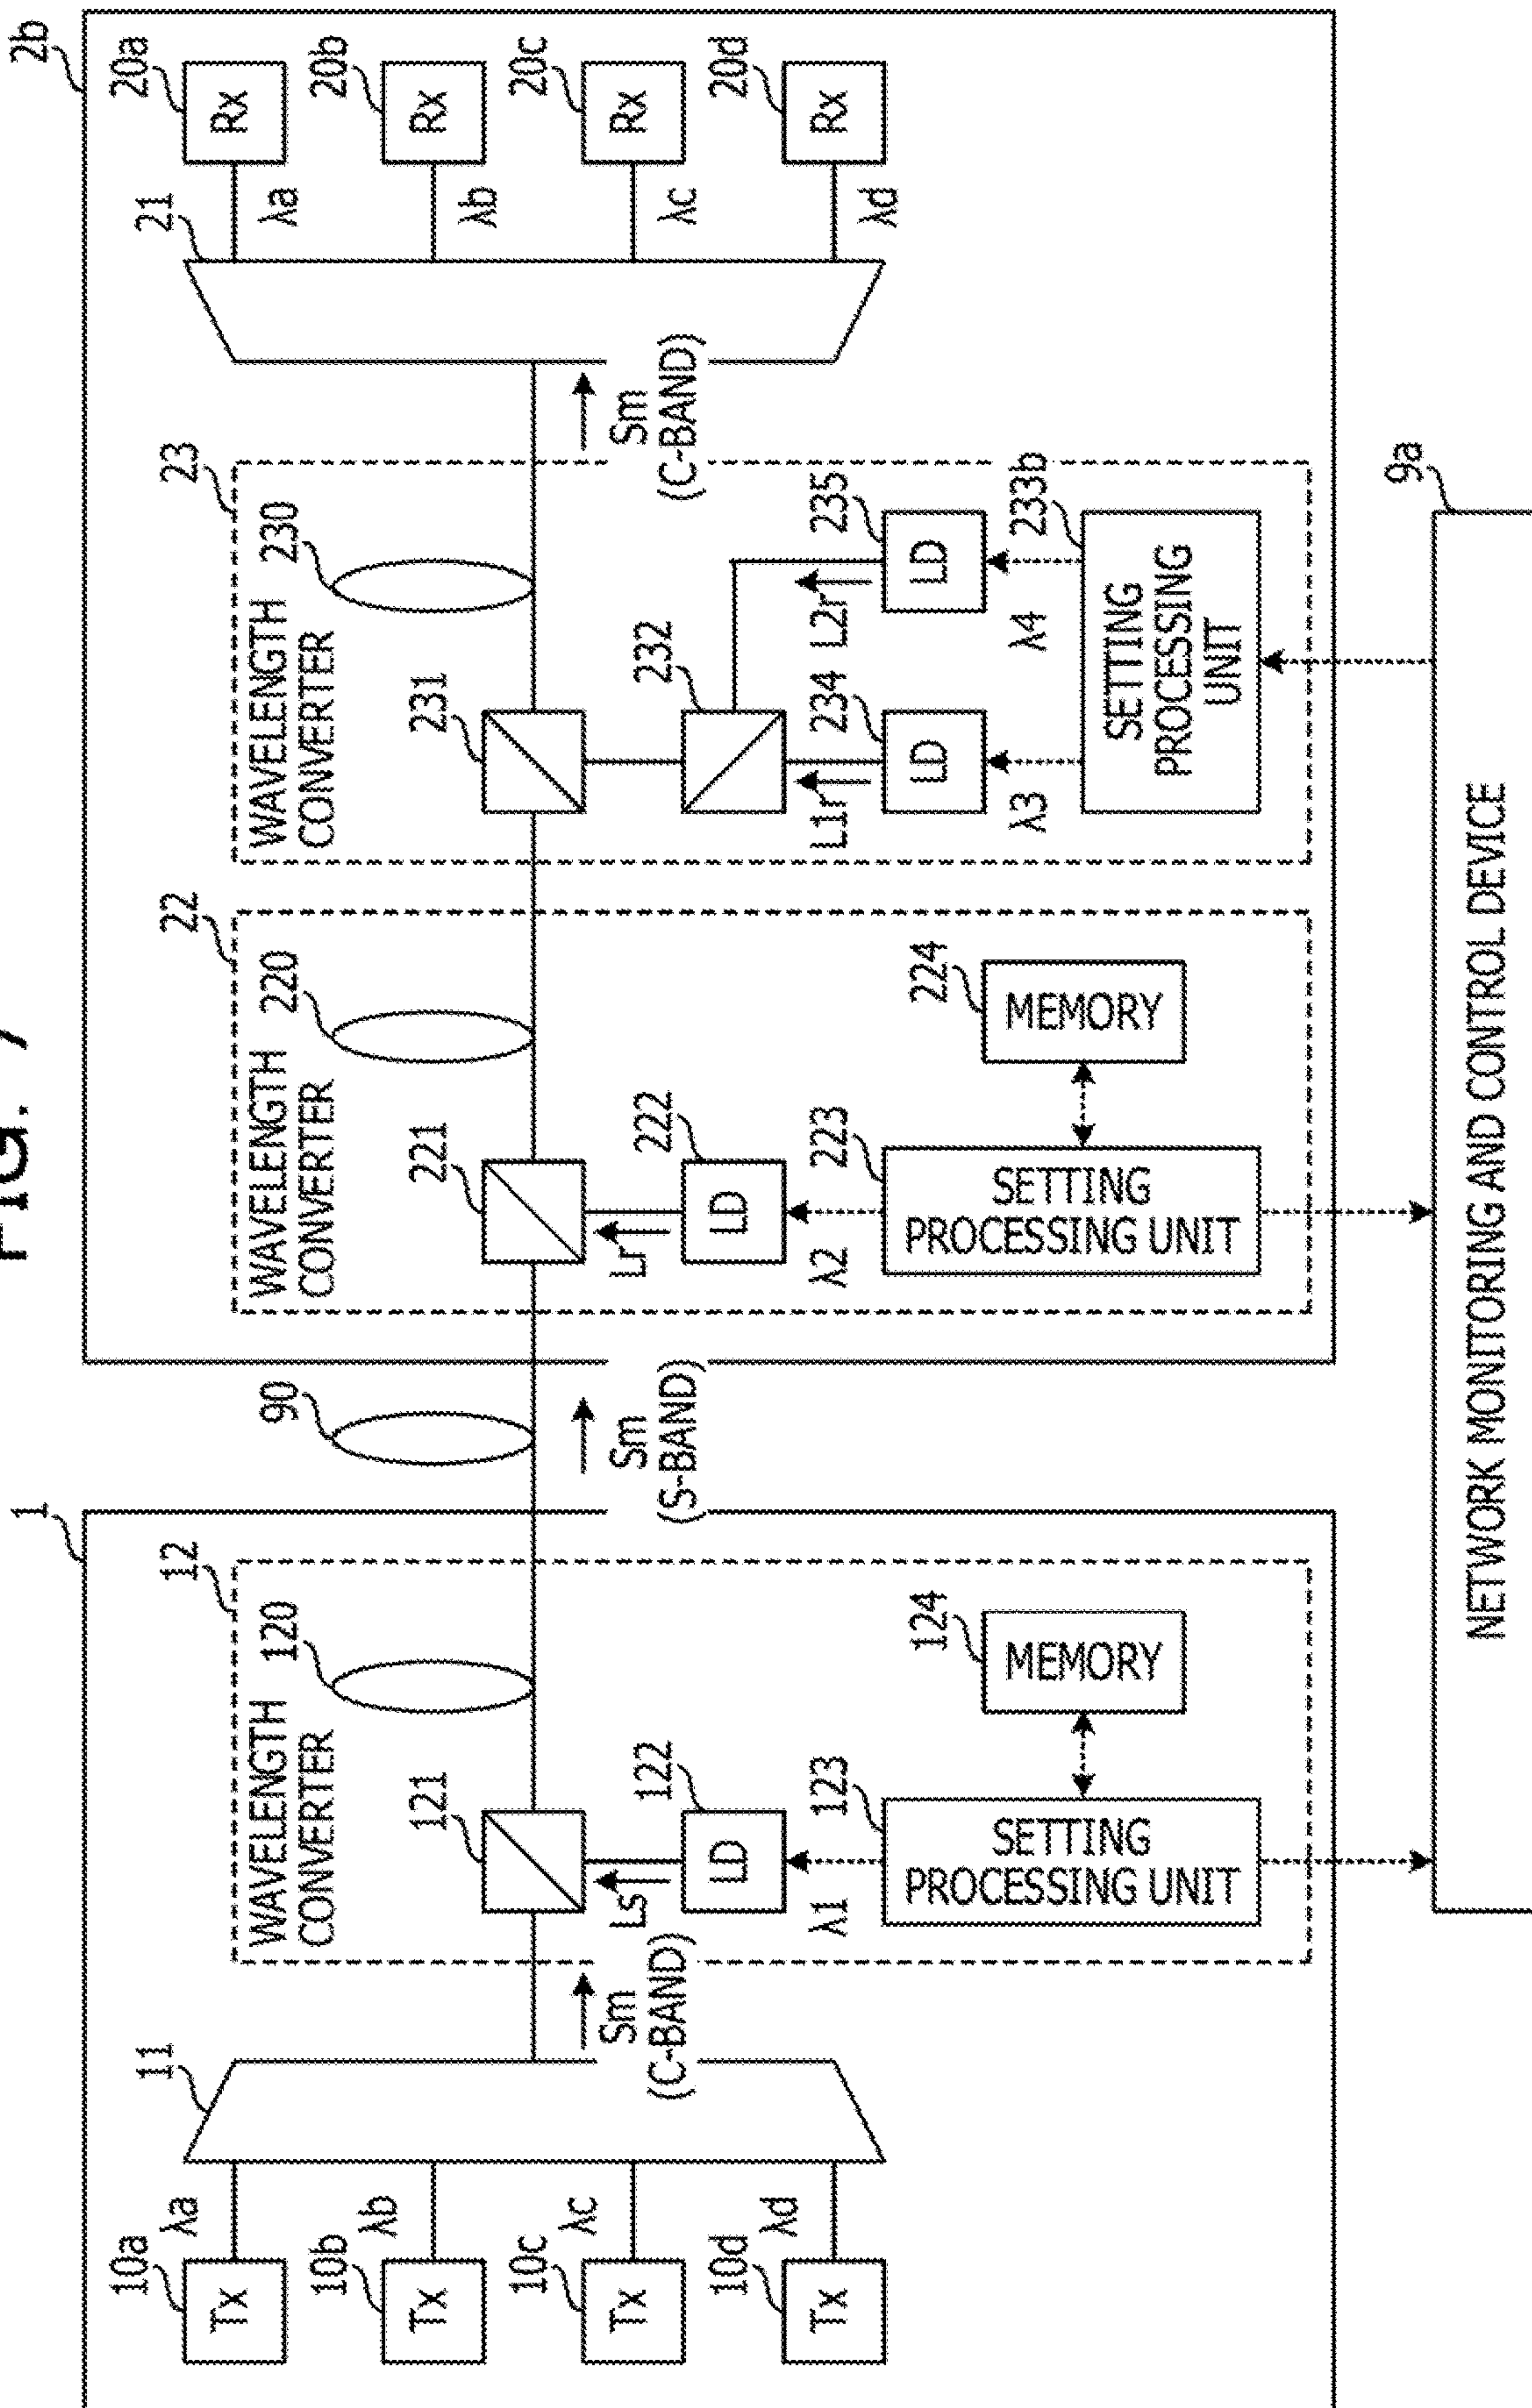 FIG. 7
1
2b
10a
Tx
λa
10b
Tx
λb
10c
Tx
λc
10d
Tx
λd
11
Sm
(C-BAND)
12
WAVELENGTH
CONVERTER
120
121
Ls
122
LD
λ1
123
SETTING
PROCESSING UNIT
124
MEMORY
90
Sm
(S-BAND)
22
WAVELENGTH
CONVERTER
220
221
Lr
222
LD
λ2
223
SETTING
PROCESSING UNIT
224
MEMORY
23
WAVELENGTH
CONVERTER
230
231
232
L1r
234
LD
L2r
235
LD
λ3
λ4
233b
SETTING
PROCESSING
UNIT
Sm
(C-BAND)
21
20a
Rx
λa
20b
Rx
λb
20c
Rx
λc
20d
Rx
λd
9a
NETWORK MONITORING AND CONTROL DEVICE